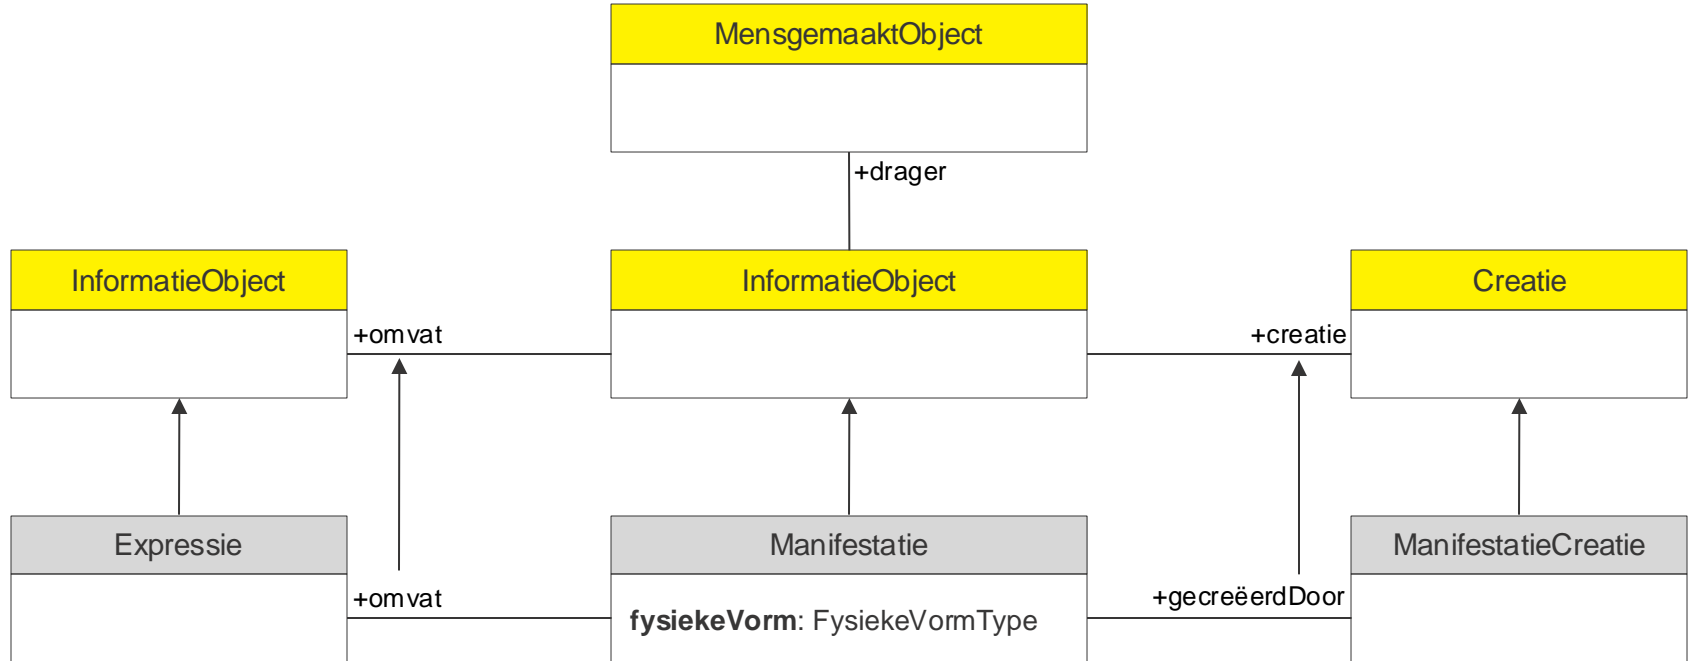 MensgemaaktObject
+drager
InformatieObject
InformatieObject
Creatie
+omvat
+creatie
Expressie
Manifestatie
ManifestatieCreatie
+omvat
+gecreëerdDoor
fysiekeVorm: FysiekeVormType